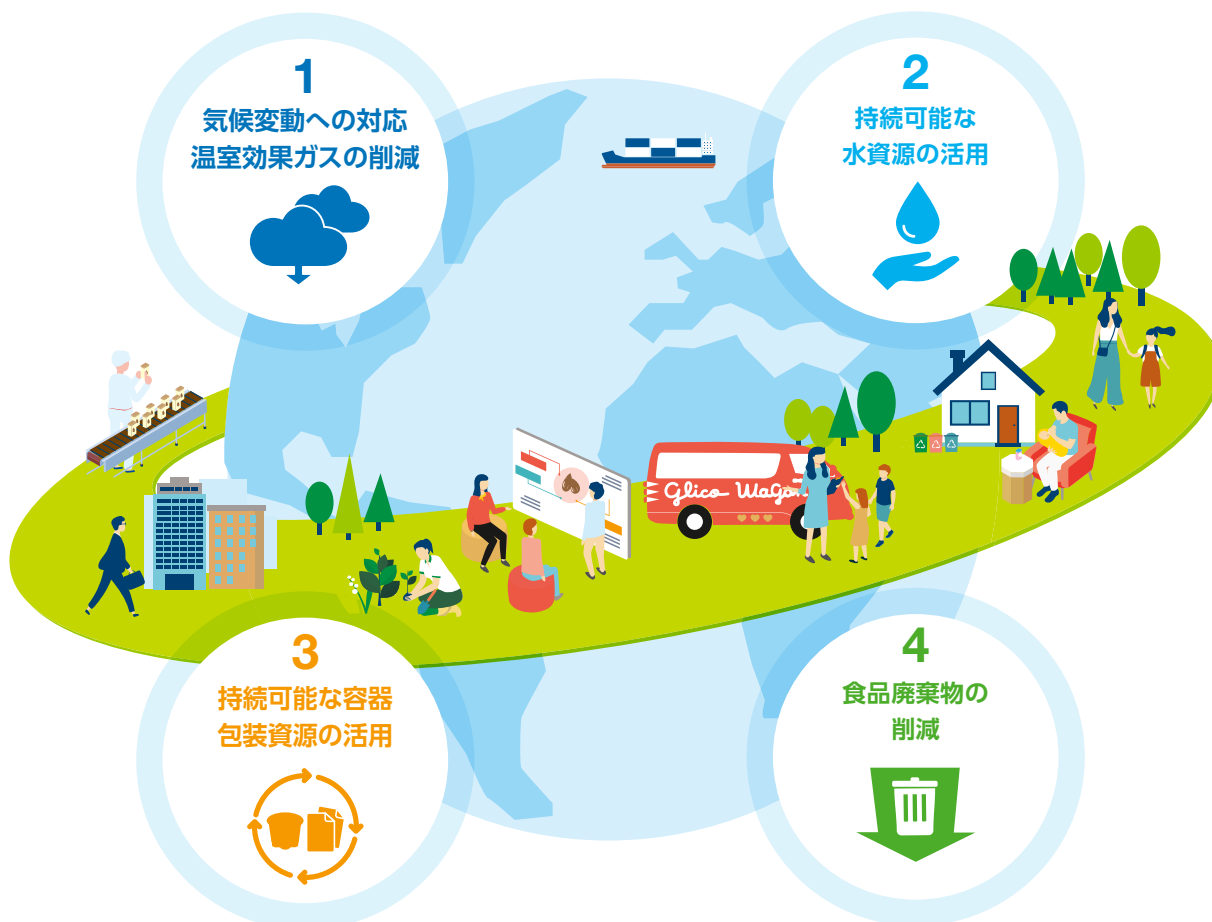 1
気候変動への対応
温室効果ガスの削減
2
持続可能な
水資源の活用
Glico Wagon
3
持続可能な容器
包装資源の活用
4
食品廃棄物の
削減